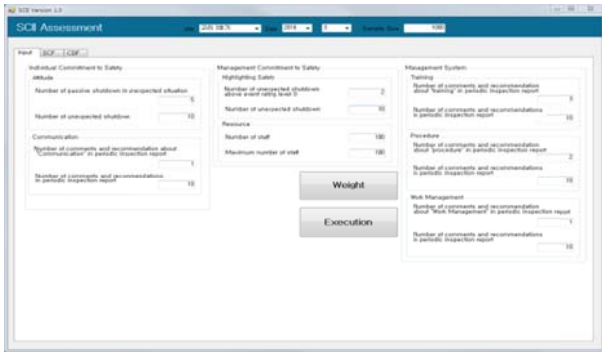 SCII Version 1.0
SCII Assessment
2014
Sample Size
1000
Input
SCF
CDF
Individual Commitment to Safety
Attitude
Number of passive shutdown in unexpected situation
5
Number of unexpected shutdown
10
Communication
Number of comments and recommendation about
"Communication" in periodic inspection report
1
Number of comments and recommendations
in periodic inspection report
10
Management Commitment to Safety
Highlighting Safety
Number of unexpected shutdown
above event rating level 0
2
Number of unexpected shutdown
10
Resource
Number of staff
180
Maximum number of staff
190
Weight
Execution
Management System
Training
Number of comments and recommendation
about "training" in periodic inspection report
3
Number of comments and recommendations
in periodic inspection report
10
Procedure
Number of comments and recommendation
about "procedure" in periodic inspection report
2
Number of comments and recommendations
in periodic inspection report
10
Work Management
Number of comments and recommendation
about "Work Management" in periodic inspection report
1
Number of comments and recommendations
in periodic inspection report
10